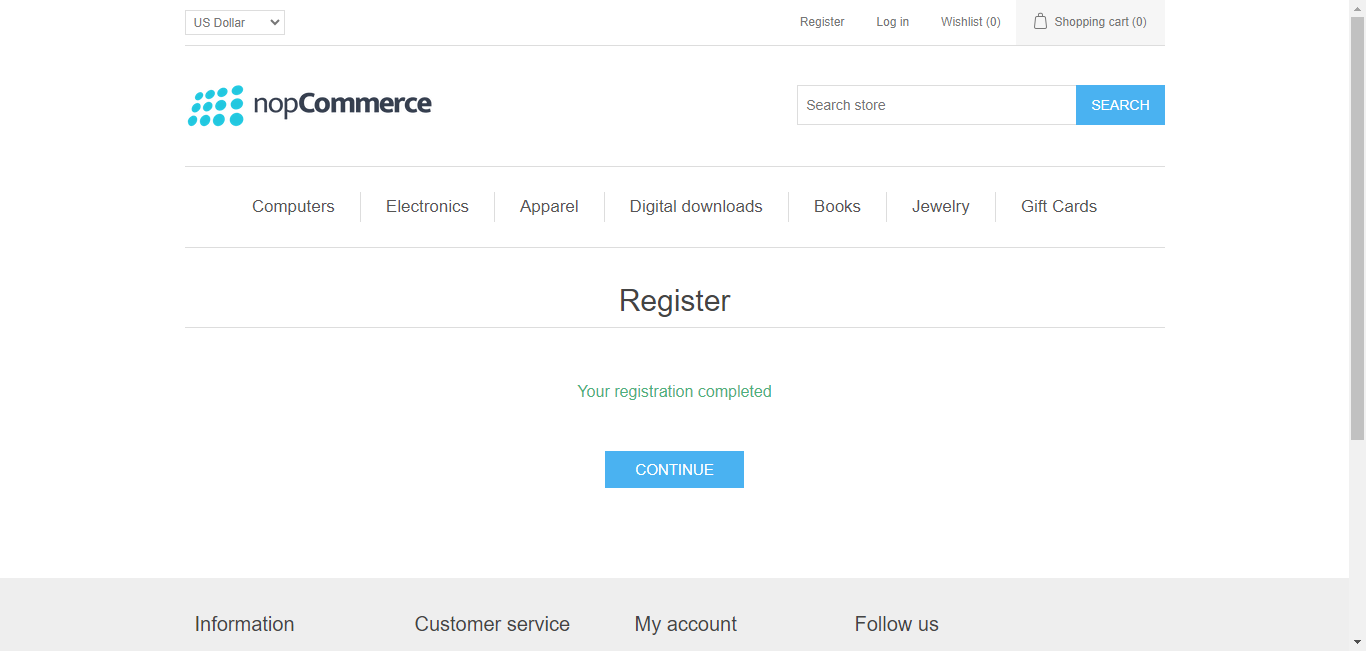 US Dollar
Register Log in Wishlist (0) Shopping cart (0)
nopCommerce
Search store SEARCH
Computers Electronics Apparel Digital downloads Books Jewelry Gift Cards
Register
Your registration completed
CONTINUE
Information Customer service My account Follow us